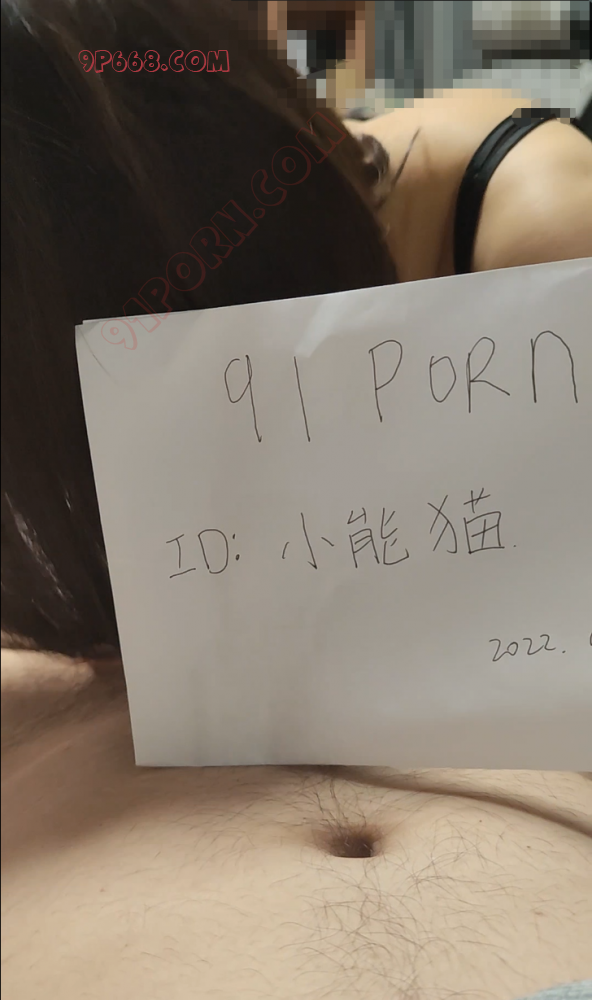 9P668.COM
91PORN.COM
91 PORN
ID: 小能猫.
2022.